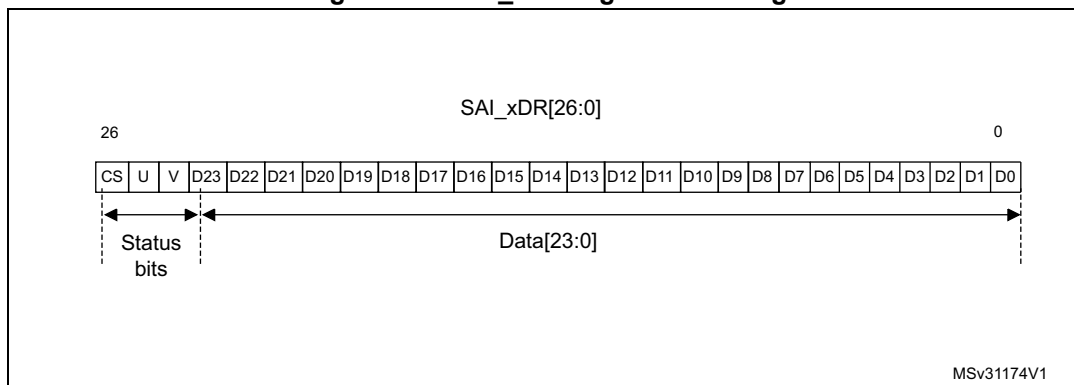 SAI_xDR[26:0]
26 0
CS U V D23 D22 D21 D20 D19 D18 D17 D16 D15 D14 D13 D12 D11 D10 D9 D8 D7 D6 D5 D4 D3 D2 D1 D0
Status
bits
Data[23:0]
MSv31174V1